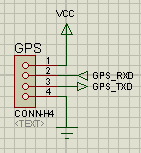 VCC
GPS
1
2
GPS_RXD
3
GPS_TXD
4
CONN-H4
<TEXT>